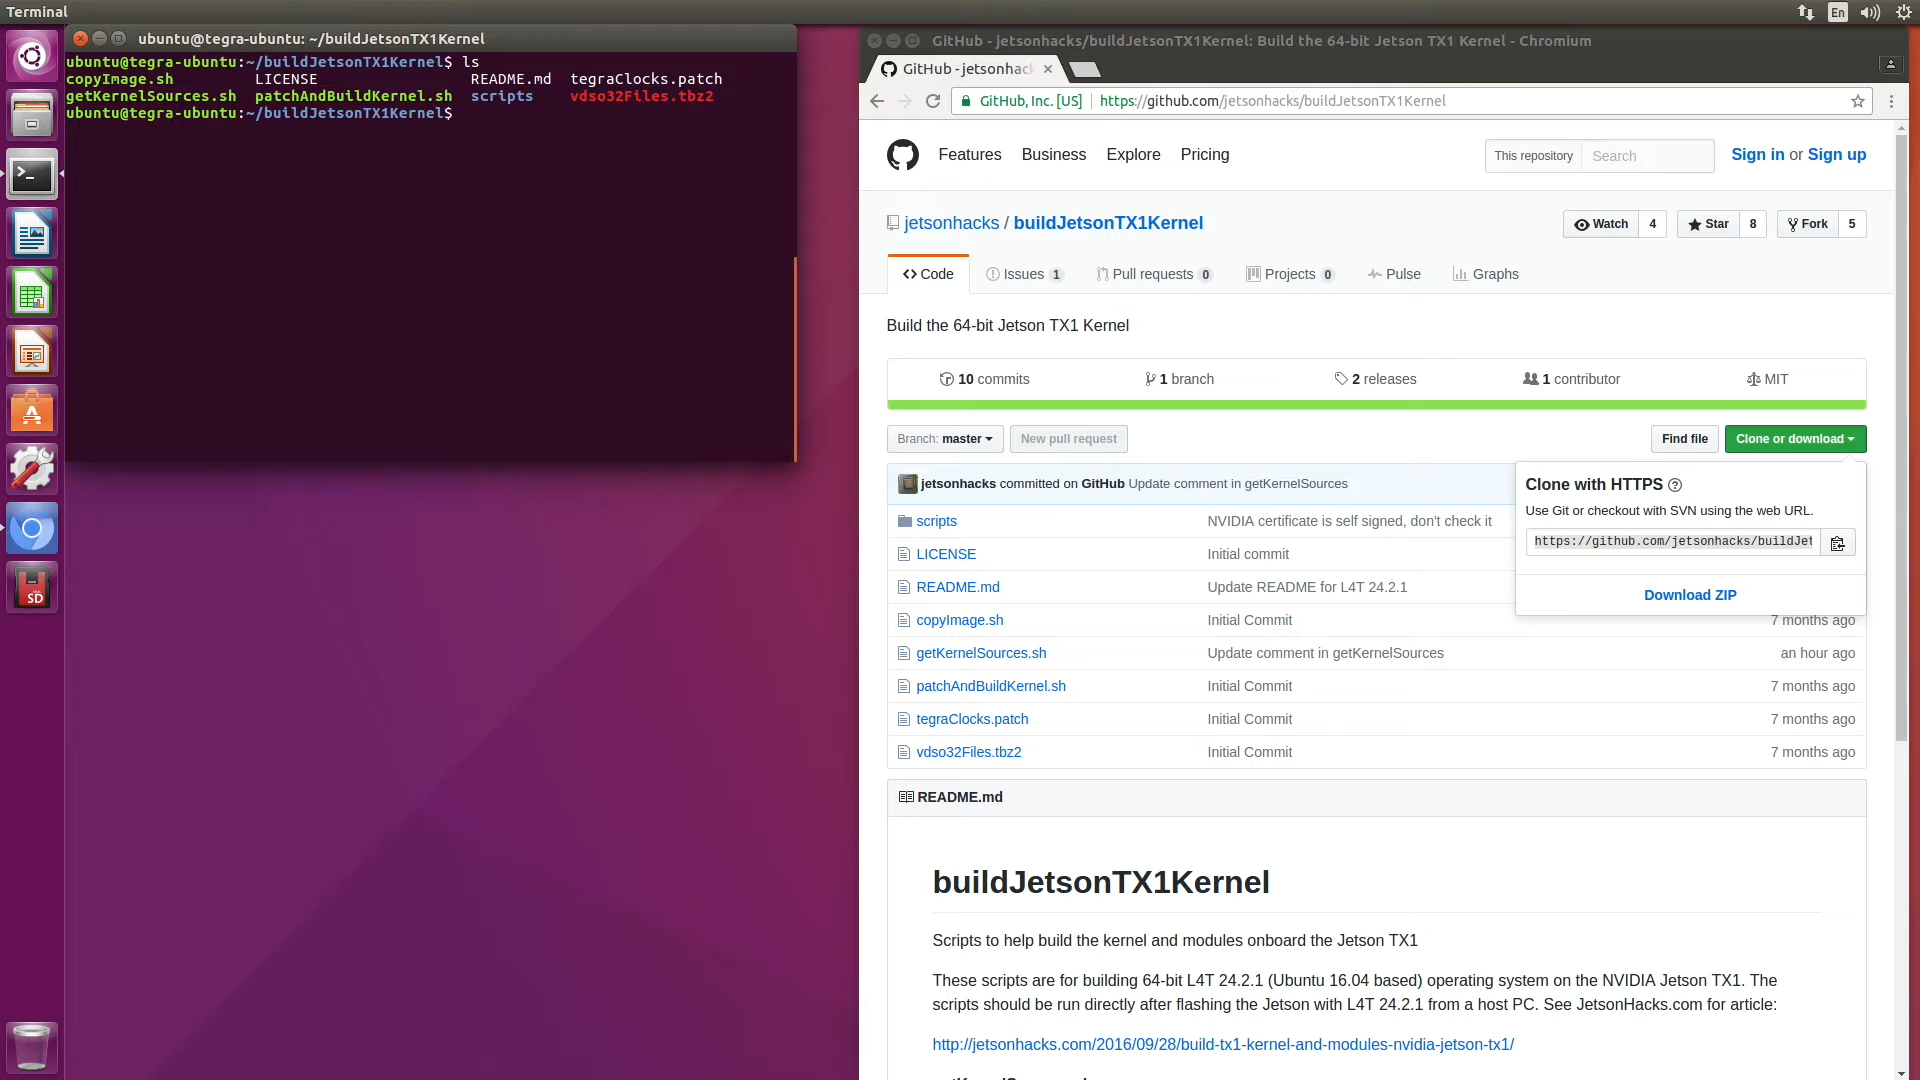 Terminal
En
ubuntu@tegra-ubuntu: ~/buildJetsonTX1Kernel
ubuntu@tegra-ubuntu:~/buildJetsonTX1Kernel$ ls
copyImage.sh LICENSE README.md tegraClocks.patch
getKernelSources.sh patchAndBuildKernel.sh scripts vdso32Files.tbz2
ubuntu@tegra-ubuntu:~/buildJetsonTX1Kernel$
SD
GitHub - jetsonhacks/buildJetsonTX1Kernel: Build the 64-bit Jetson TX1 Kernel - Chromium
GitHub - jetsonhac
GitHub, Inc. [US] https://github.com/jetsonhacks/buildJetsonTX1Kernel
Features Business Explore Pricing This repository Search Sign in or Sign up
jetsonhacks / buildJetsonTX1Kernel Watch 4 Star 8 Fork 5
Code Issues 1 Pull requests 0 Projects 0 Pulse Graphs
Build the 64-bit Jetson TX1 Kernel
10 commits 1 branch 2 releases 1 contributor MIT
Branch: master New pull request Find file Clone or download
jetsonhacks committed on GitHub Update comment in getKernelSources
Clone with HTTPS ?
Use Git or checkout with SVN using the web URL.
https://github.com/jetsonhacks/buildJet
Download ZIP
scripts NVIDIA certificate is self signed, don't check it
LICENSE Initial commit
README.md Update README for L4T 24.2.1
copyImage.sh Initial Commit 7 months ago
getKernelSources.sh Update comment in getKernelSources an hour ago
patchAndBuildKernel.sh Initial Commit 7 months ago
tegraClocks.patch Initial Commit 7 months ago
vdso32Files.tbz2 Initial Commit 7 months ago
README.md
buildJetsonTX1Kernel
Scripts to help build the kernel and modules onboard the Jetson TX1
These scripts are for building 64-bit L4T 24.2.1 (Ubuntu 16.04 based) operating system on the NVIDIA Jetson TX1. The
scripts should be run directly after flashing the Jetson with L4T 24.2.1 from a host PC. See JetsonHacks.com for article:
http://jetsonhacks.com/2016/09/28/build-tx1-kernel-and-modules-nvidia-jetson-tx1/